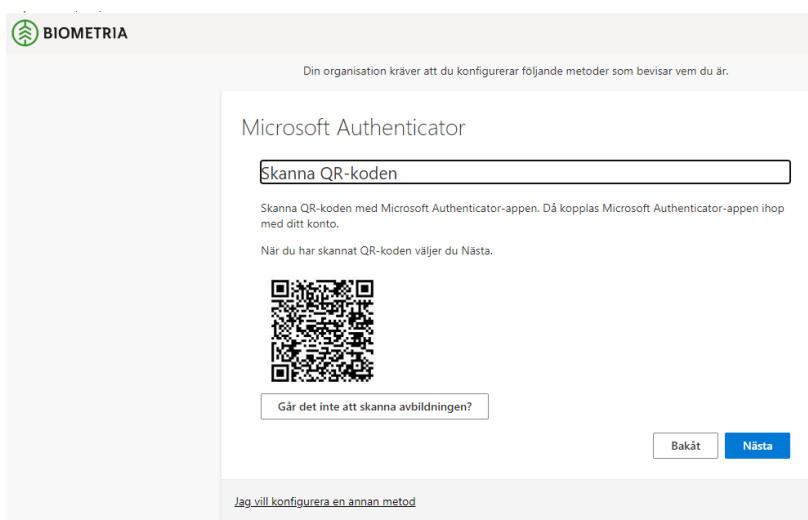 BIOMETRIA
Din organisation kräver att du konfigurerar följande metoder som bevisar vem du är.
Microsoft Authenticator
Skanna QR-koden
Skanna QR-koden med Microsoft Authenticator-appen. Då kopplas Microsoft Authenticator-appen ihop
med ditt konto.
När du har skannat QR-koden väljer du Nästa.
Går det inte att skanna avbildningen?
Bakåt
Nästa
Jag vill konfigurera en annan metod